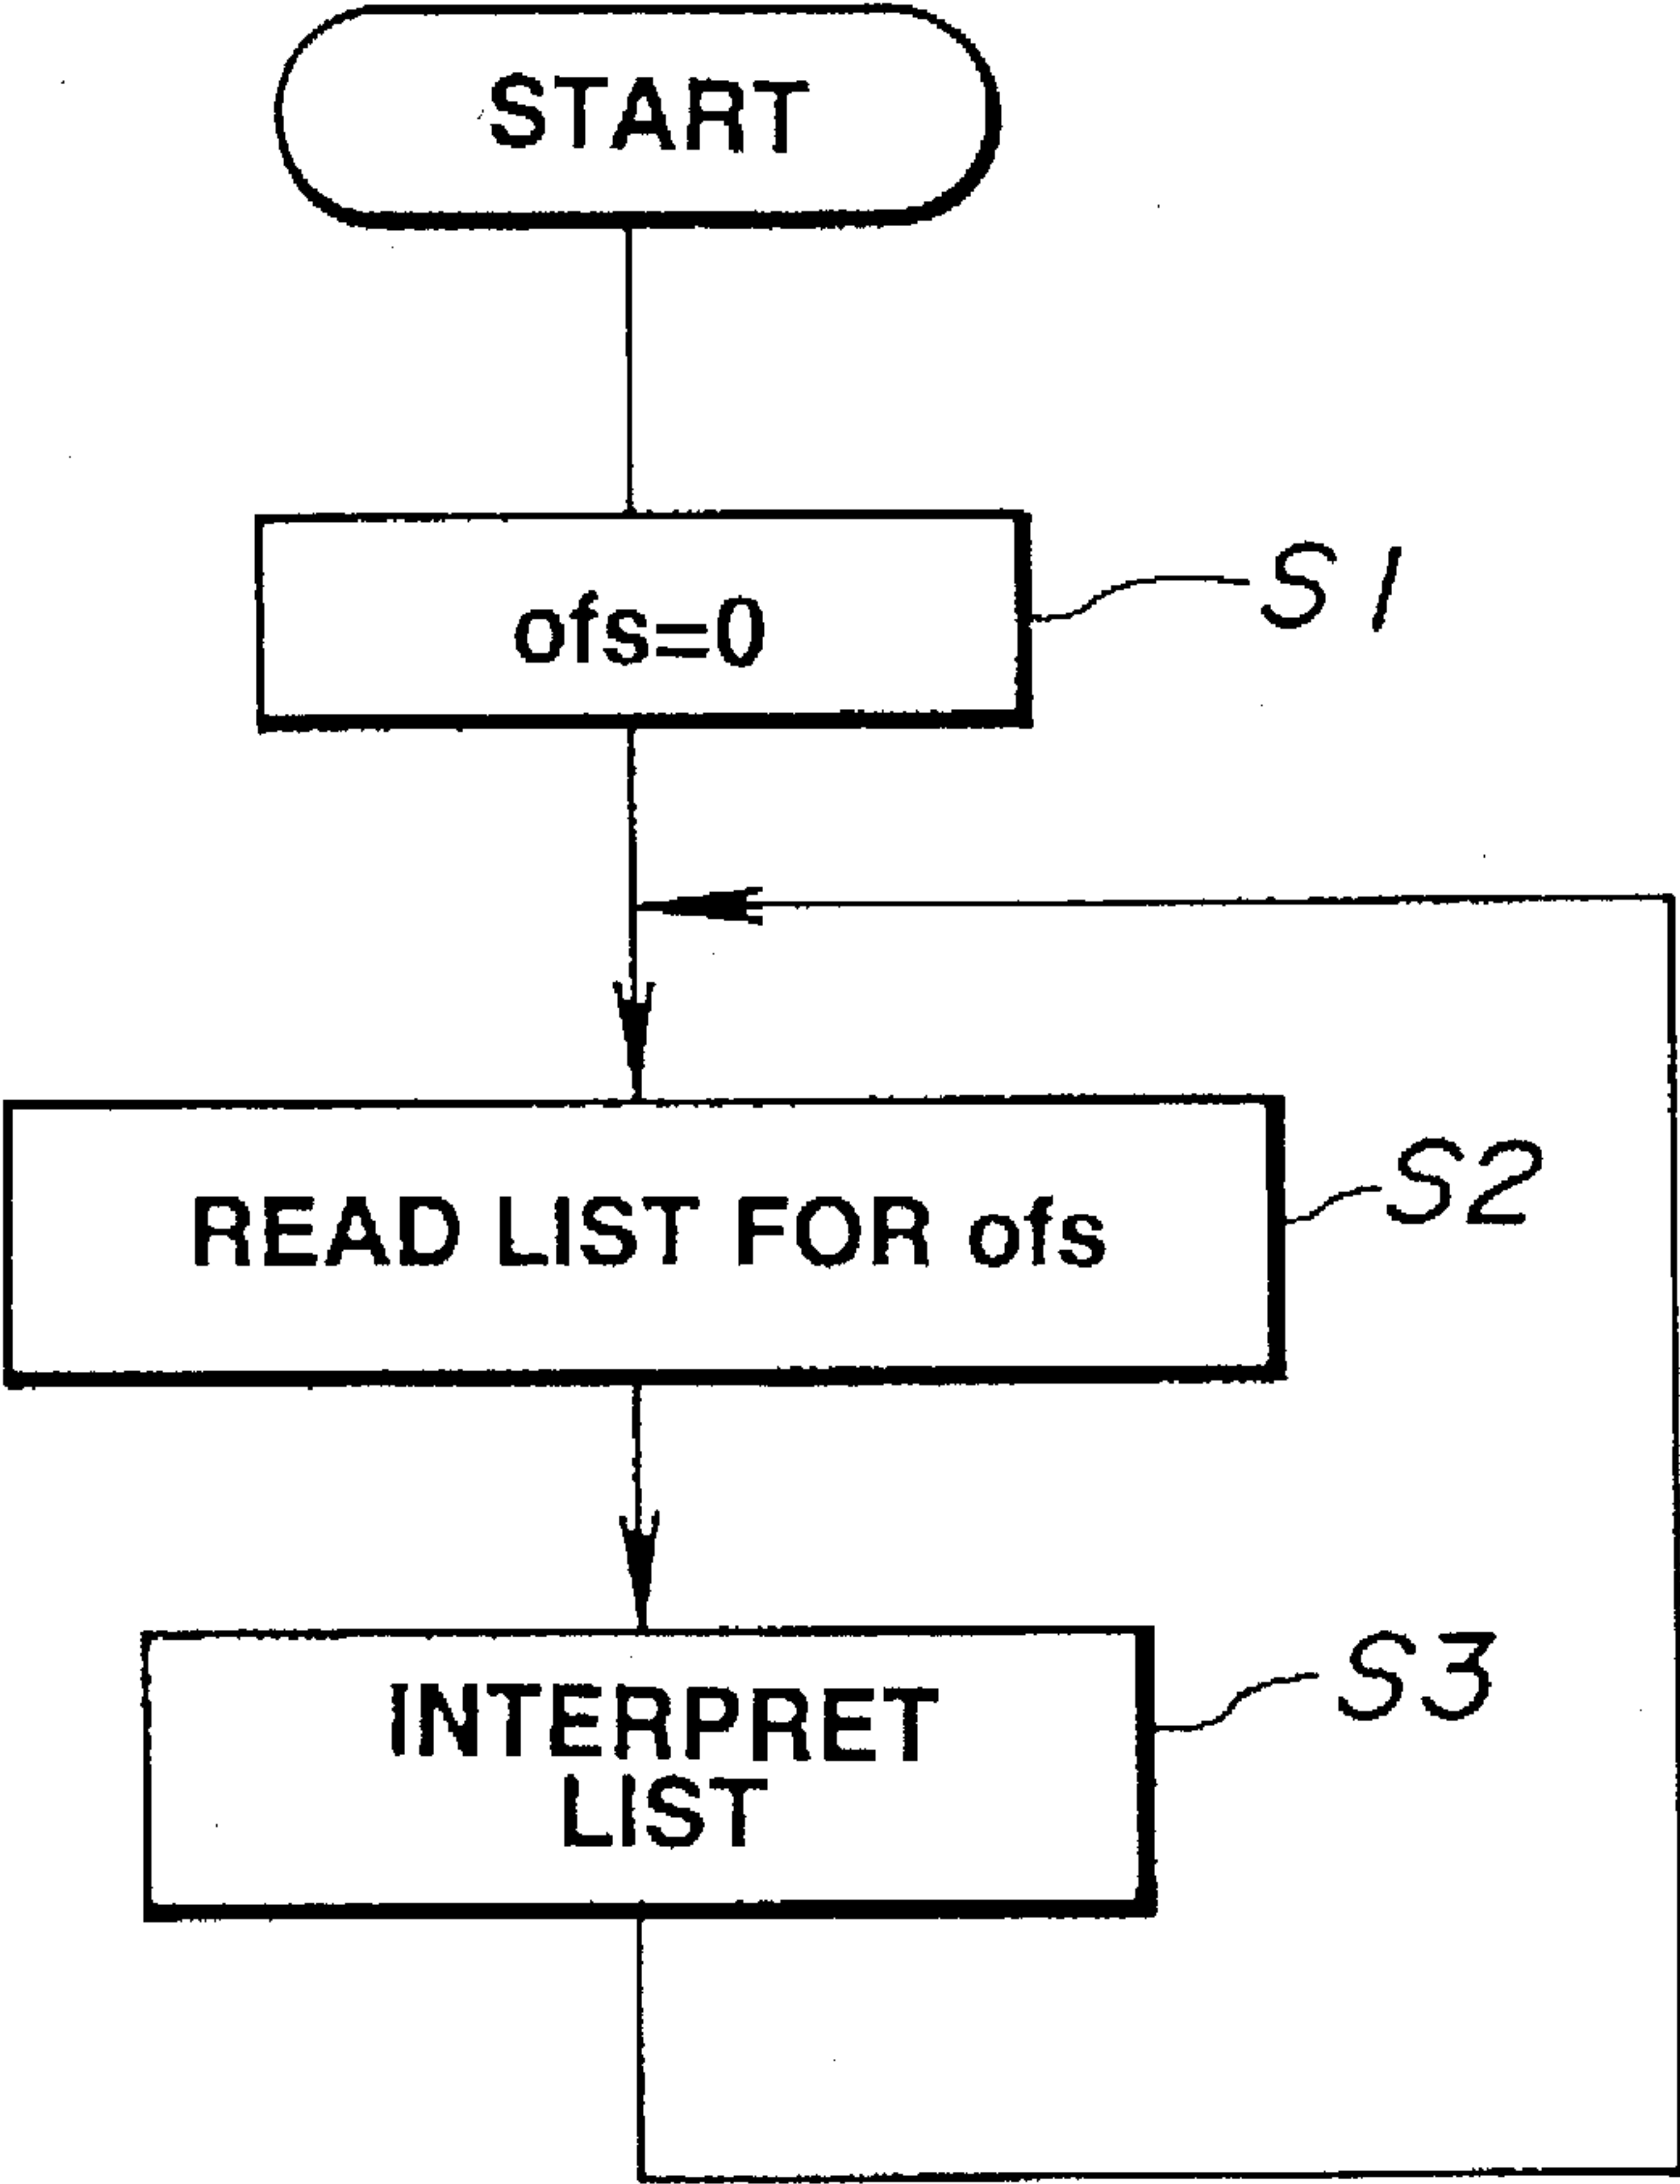 START
ofs=0
S1
READ LIST FOR ofs
S2
INTERPRET
LIST
S3